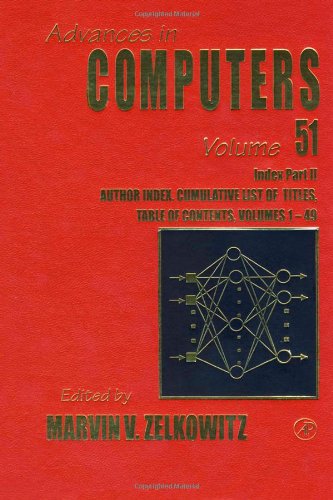 Advances in
COMPUTERS
Volume 51
Index Part II
AUTHOR INDEX, CUMULATIVE LIST OF TITLES,
TABLE OF CONTENTS, VOLUMES 1 – 49
Edited by
MARVIN V. ZELKOWITZ
AP